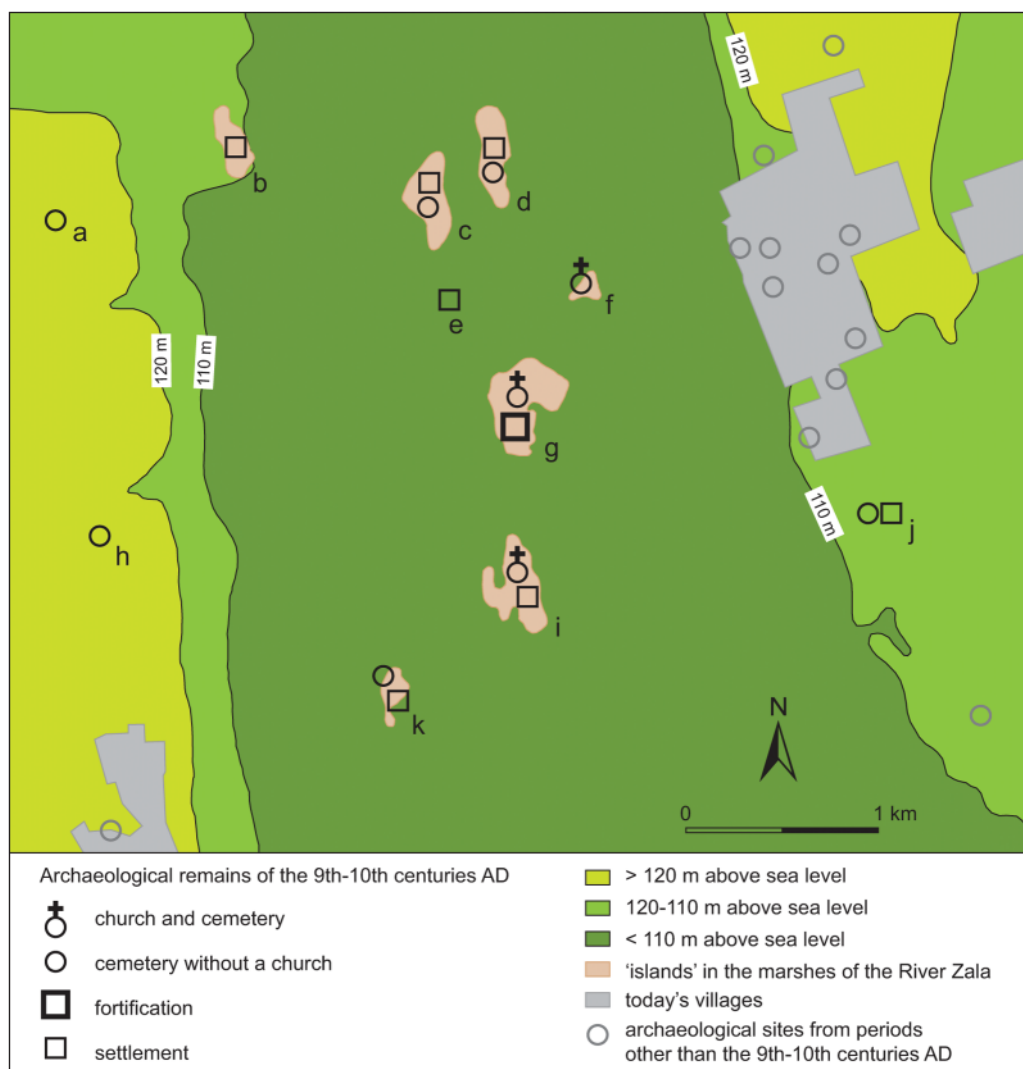 120 m
b
d
a
c
f
e
120 m
110 m
g
110 m
h
j
i
N
k
0 1 km
Archaeological remains of the 9th-10th centuries AD
church and cemetery
cemetery without a church
fortification
settlement
> 120 m above sea level
120-110 m above sea level
< 110 m above sea level
‘islands’ in the marshes of the River Zala
today’s villages
archaeological sites from periods
other than the 9th-10th centuries AD